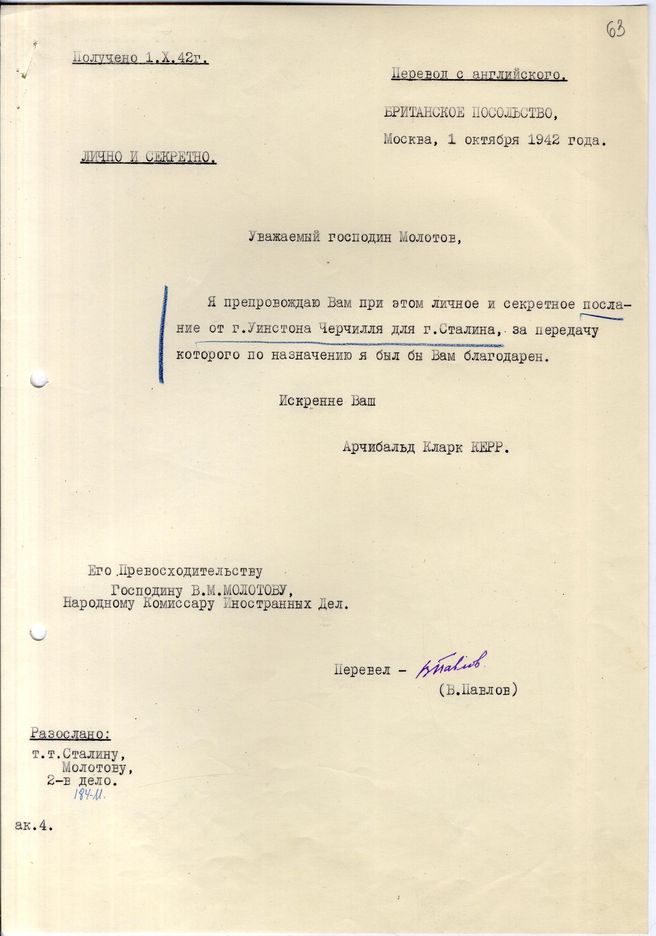 63
Получено 1.X.42г.
Перевод с английского.
БРИТАНСКОЕ ПОСОЛЬСТВО,
Москва, 1 октября 1942 года.
ЛИЧНО И СЕКРЕТНО.
Уважаемый господин Молотов,
Я препровождаю Вам при этом личное и секретное посла-
ние от г.Уинстона Черчилля для г.Сталина, за передачу
которого по назначению я был бы Вам благодарен.
Искренне Ваш
Арчибальд Кларк КЕРР.
Его Превосходительству
Господину В.М.МОЛОТОВУ,
Народному Комиссару Иностранных Дел.
Перевел – ВПавлов
(В.Павлов)
Разослано:
т.т.Сталину,
Молотову,
2-в дело.
184-М.
ак.4.